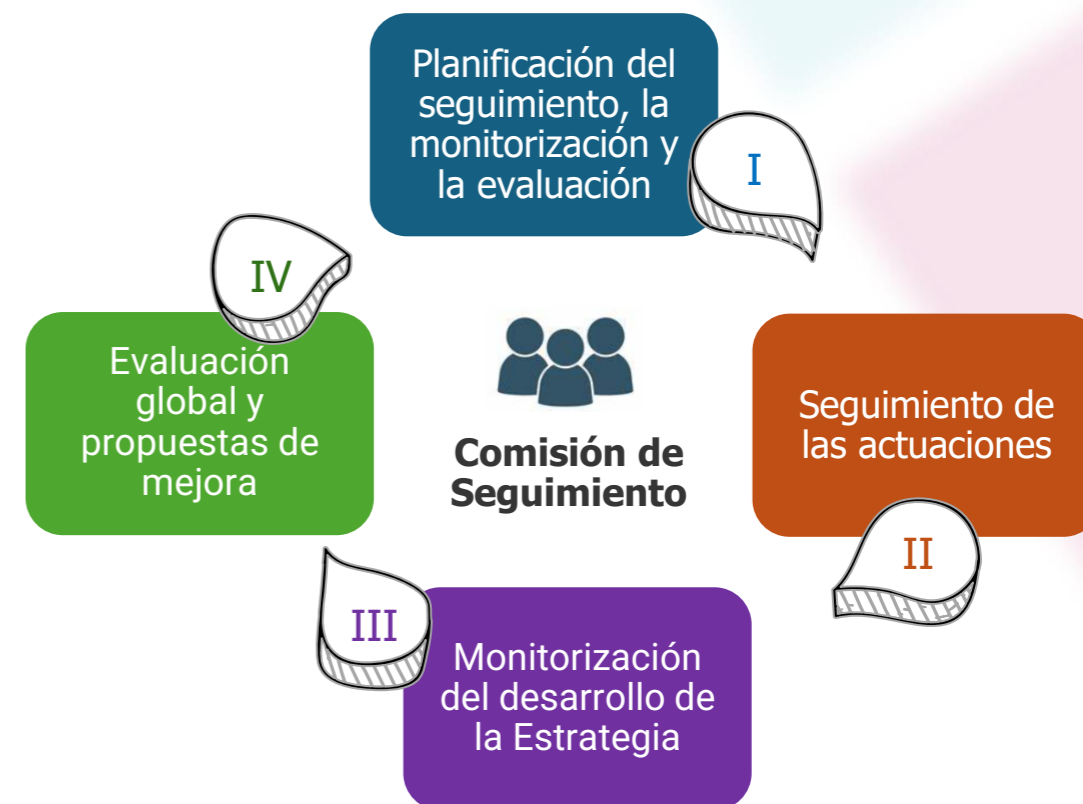 Planificación del
seguimiento, la
monitorización y
la evaluación
I
IV
Evaluación
global y
propuestas de
mejora
Comisión de
Seguimiento
Seguimiento de
las actuaciones
II
III
Monitorización
del desarrollo de
la Estrategia